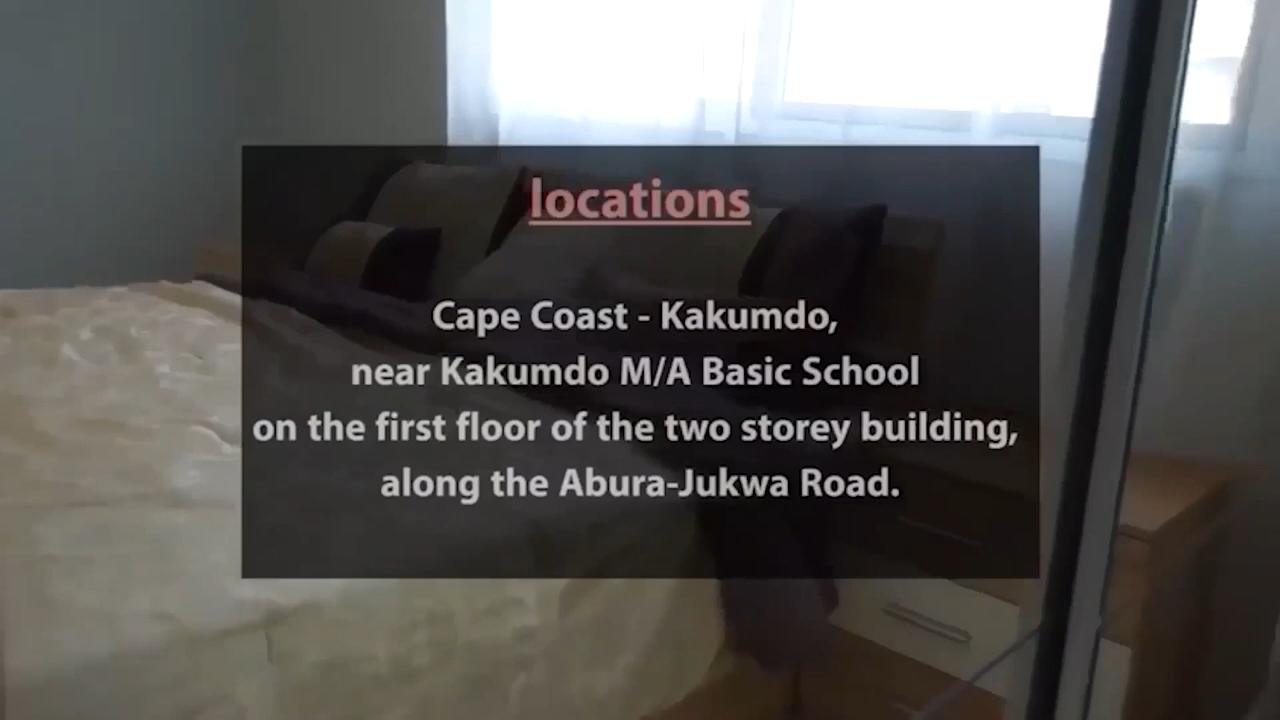 locations
Cape Coast - Kakumdo,
near Kakumdo M/A Basic School
on the first floor of the two storey building,
along the Abura-Jukwa Road.